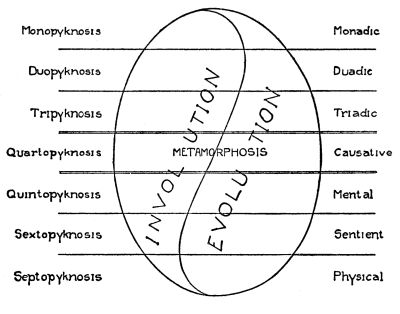 Monopyknosis Monadic
Duopyknosis Duadic
Tripyknosis Triadic
Quartopyknosis METAMORPHOSIS Causative
Quintopyknosis Mental
Sextopyknosis Sentient
Septopyknosis Physical
INVOLUTION
EVOLUTION